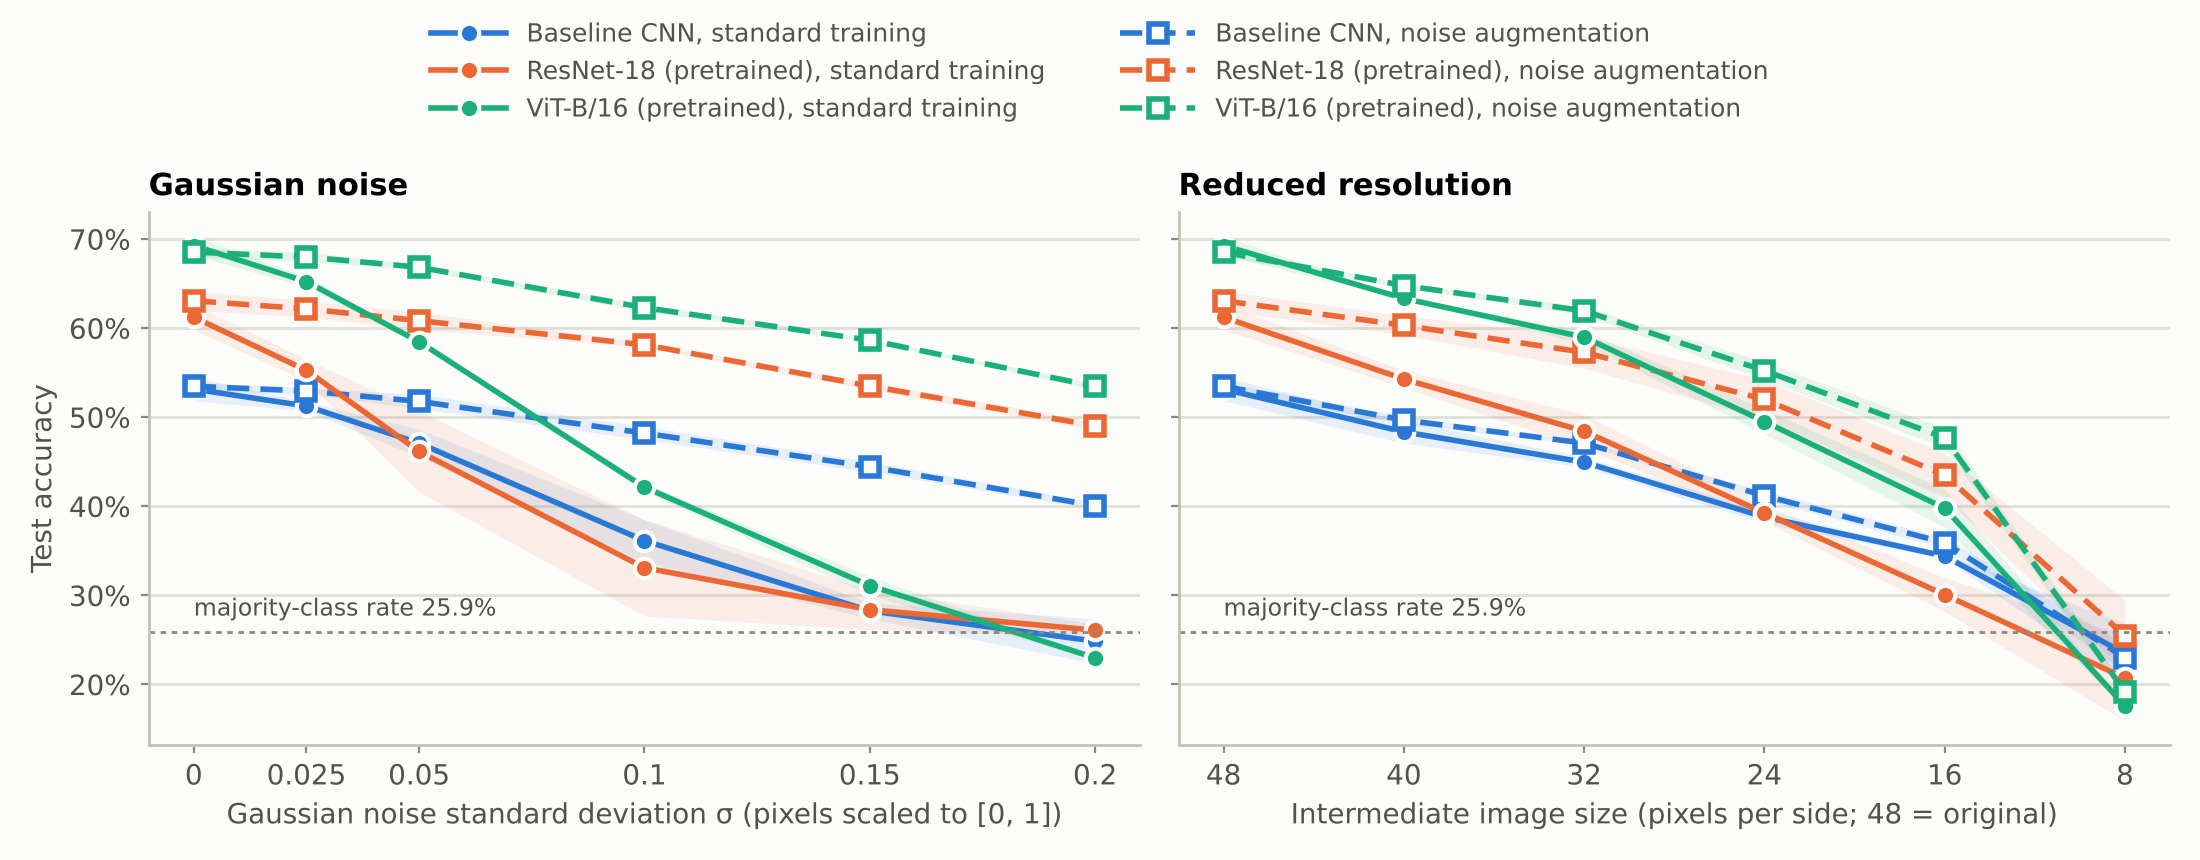 Baseline CNN, standard training
ResNet-18 (pretrained), standard training
ViT-B/16 (pretrained), standard training
Baseline CNN, noise augmentation
ResNet-18 (pretrained), noise augmentation
ViT-B/16 (pretrained), noise augmentation
Gaussian noise
Test accuracy
70%
60%
50%
40%
30%
20%
majority-class rate 25.9%
0 0.025 0.05 0.1 0.15 0.2
Gaussian noise standard deviation σ (pixels scaled to [0, 1])
Reduced resolution
majority-class rate 25.9%
48 40 32 24 16 8
Intermediate image size (pixels per side; 48 = original)